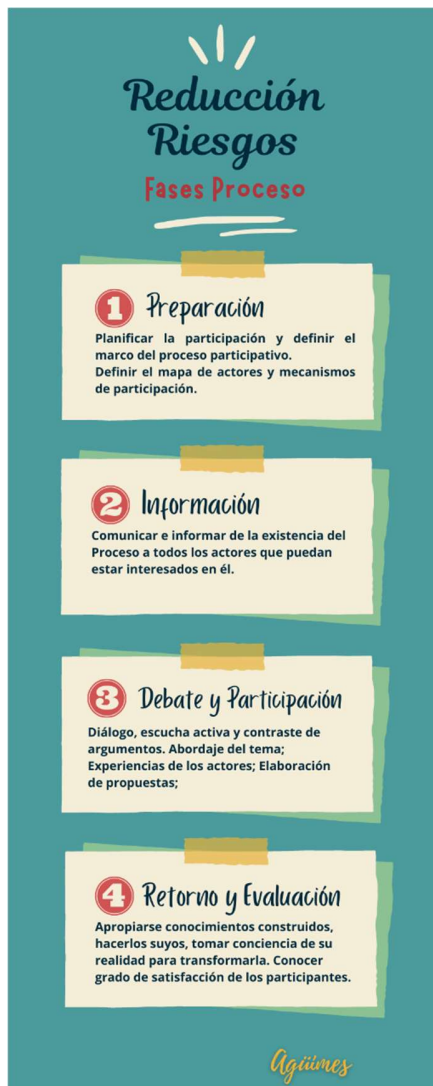 Reducción
Riesgos
Fases Proceso
1 Preparación
Planificar la participación y definir el
marco del proceso participativo.
Definir el mapa de actores y mecanismos
de participación.
2 Información
Comunicar e informar de la existencia del
Proceso a todos los actores que puedan
estar interesados en él.
3 Debate y Participación
Diálogo, escucha activa y contraste de
argumentos. Abordaje del tema;
Experiencias de los actores; Elaboración
de propuestas;
4 Retorno y Evaluación
Apropiarse conocimientos construidos,
hacerlos suyos, tomar conciencia de su
realidad para transformarla. Conocer
grado de satisfacción de los participantes.
Agüimes